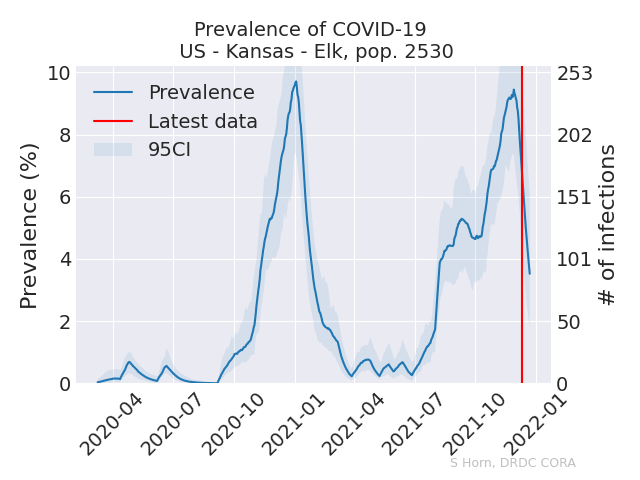 Prevalence of COVID-19
US - Kansas - Elk, pop. 2530
Prevalence
Latest data
95CI
Prevalence (%)
10
8
6
4
2
0
# of infections
253
202
151
101
50
0
2020-04
2020-07
2020-10
2021-01
2021-04
2021-07
2021-10
2022-01
S Horn, DRDC CORA